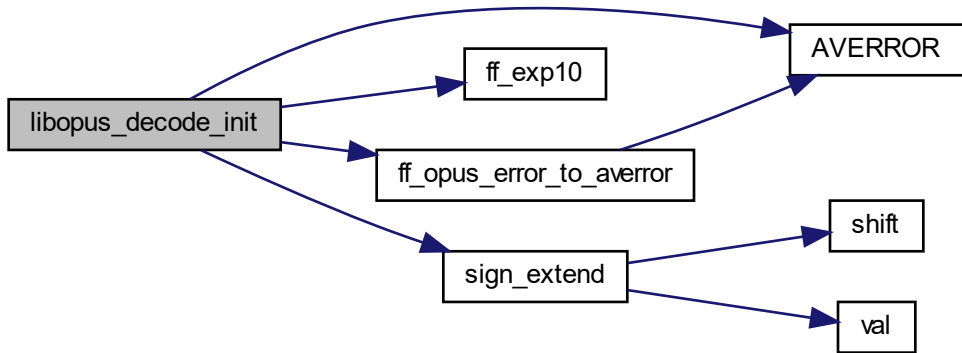 AVERROR
ff_exp10
libopus_decode_init
ff_opus_error_to_averror
shift
sign_extend
val